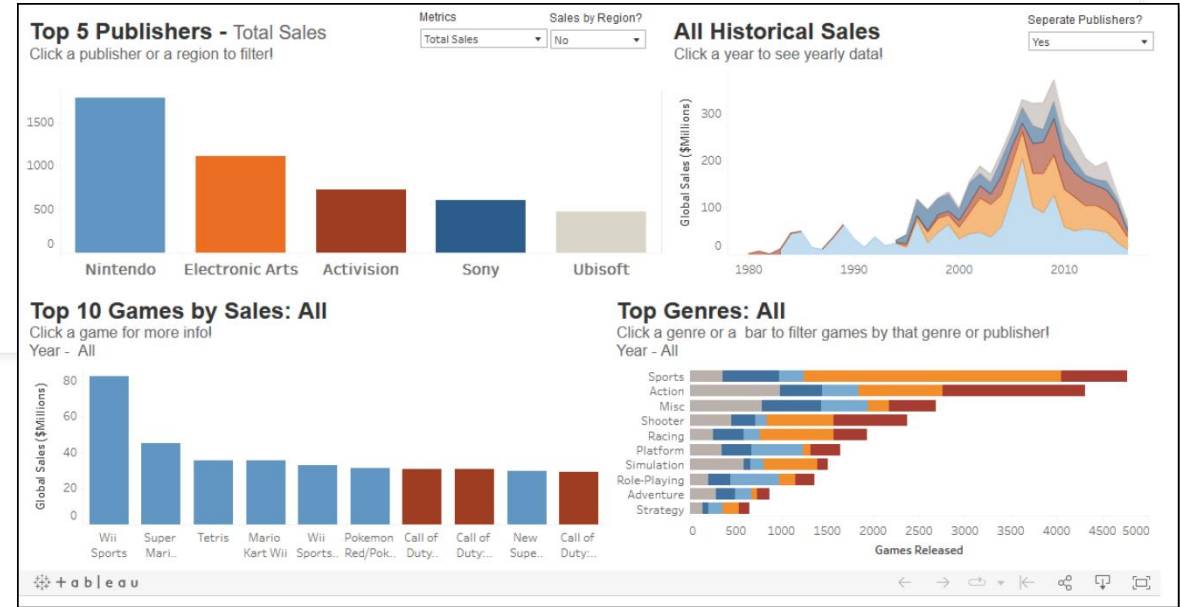 Top 5 Publishers - Total Sales
Click a publisher or a region to filter!
Metrics
Total Sales
Sales by Region?
No
1500
1000
500
0
Nintendo Electronic Arts Activision Sony Ubisoft
All Historical Sales
Click a year to see yearly data!
Seperate Publishers?
Yes
Global Sales ($Millions)
300
200
100
0
1980 1990 2000 2010
Top 10 Games by Sales: All
Click a game for more info!
Year - All
Global Sales ($Millions)
80
60
40
20
0
Wii Super Tetris Mario Wii Pokemon Call of Call of New Call of
Sports Mari.. Kart Wii Sports.. Red/Pok.. Duty.. Duty:.. Supe.. Duty:..
Top Genres: All
Click a genre or a bar to filter games by that genre or publisher!
Year - All
Sports
Action
Misc
Shooter
Racing
Platform
Simulation
Role-Playing
Adventure
Strategy
0 500 1000 1500 2000 2500 3000 3500 4000 4500 5000
Games Released
+ableau